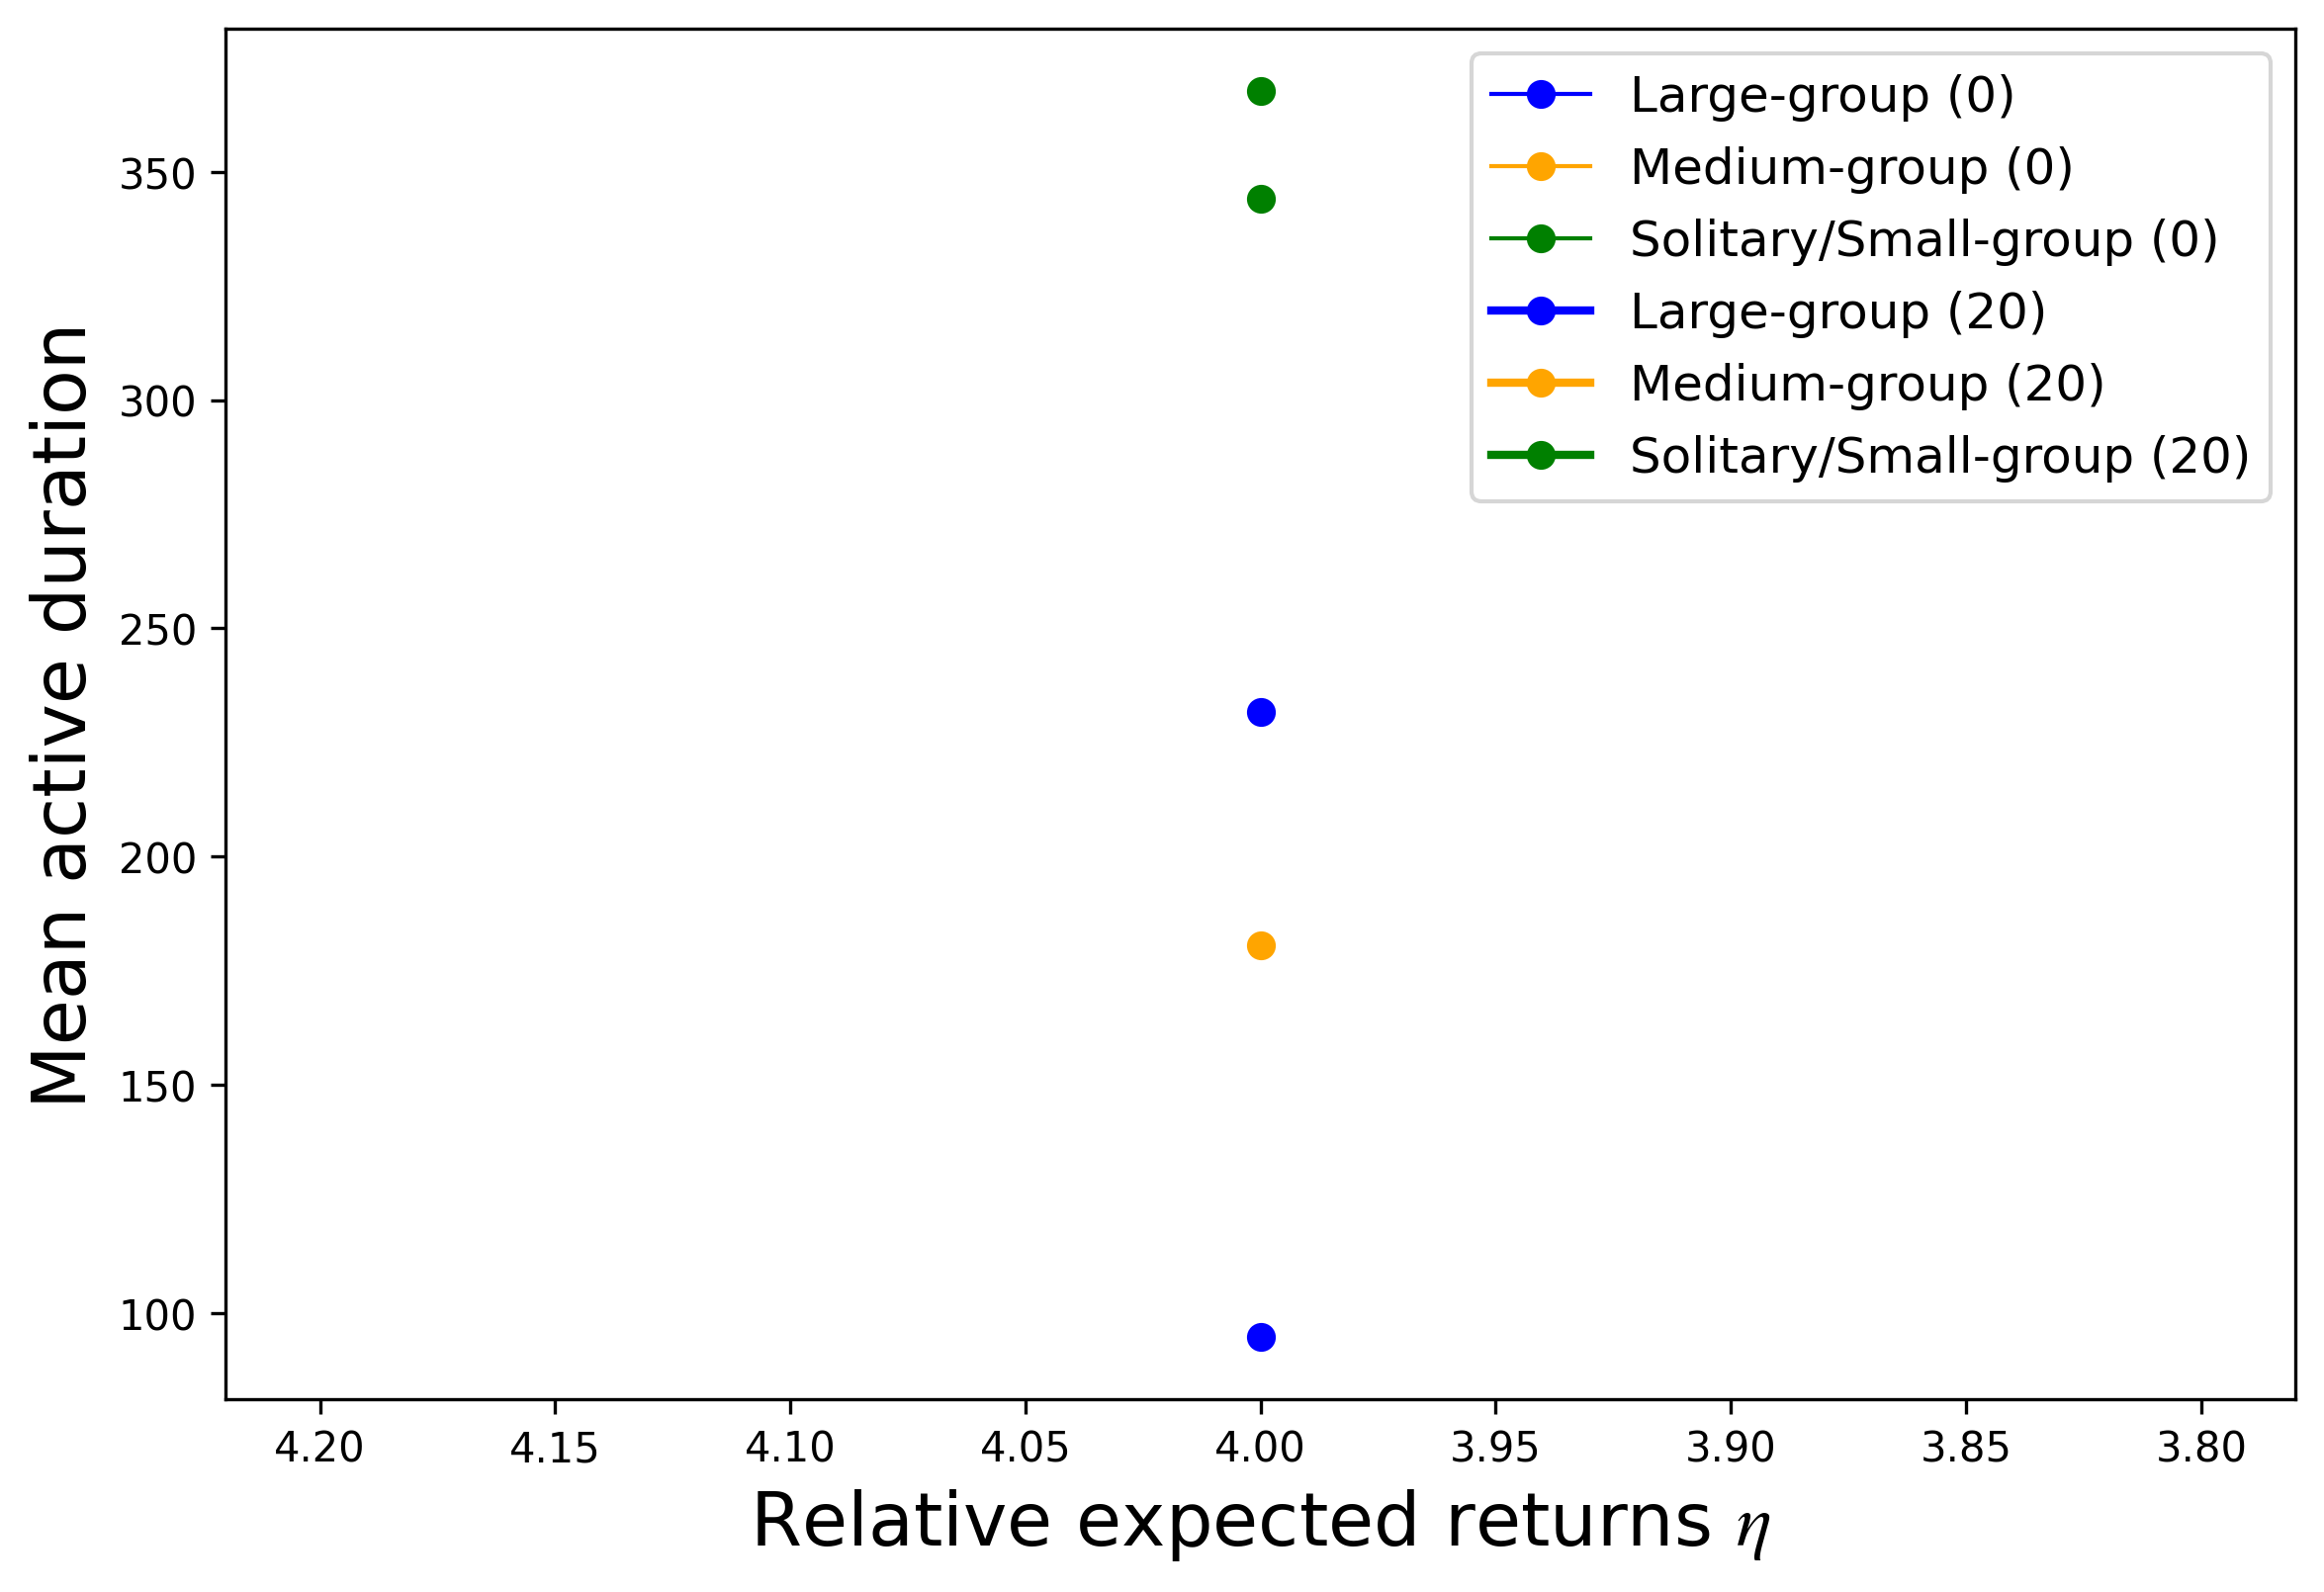 Large-group (0)
Medium-group (0)
Solitary/Small-group (0)
Large-group (20)
Medium-group (20)
Solitary/Small-group (20)
Mean active duration
350
300
250
200
150
100
4.20 4.15 4.10 4.05 4.00 3.95 3.90 3.85 3.80
Relative expected returns η